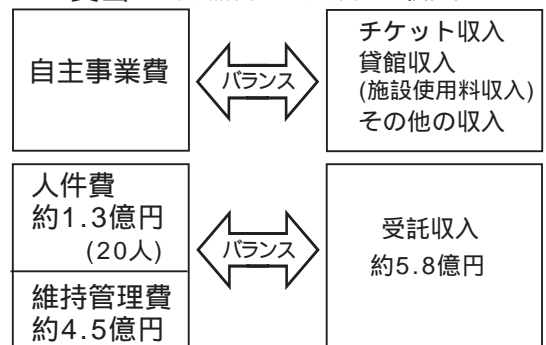 自主事業費
バランス
チケット収入
貸館収入
(施設使用料収入)
その他の収入
人件費
約1.3億円
(20人)
維持管理費
約4.5億円
バランス
受託収入
約5.8億円